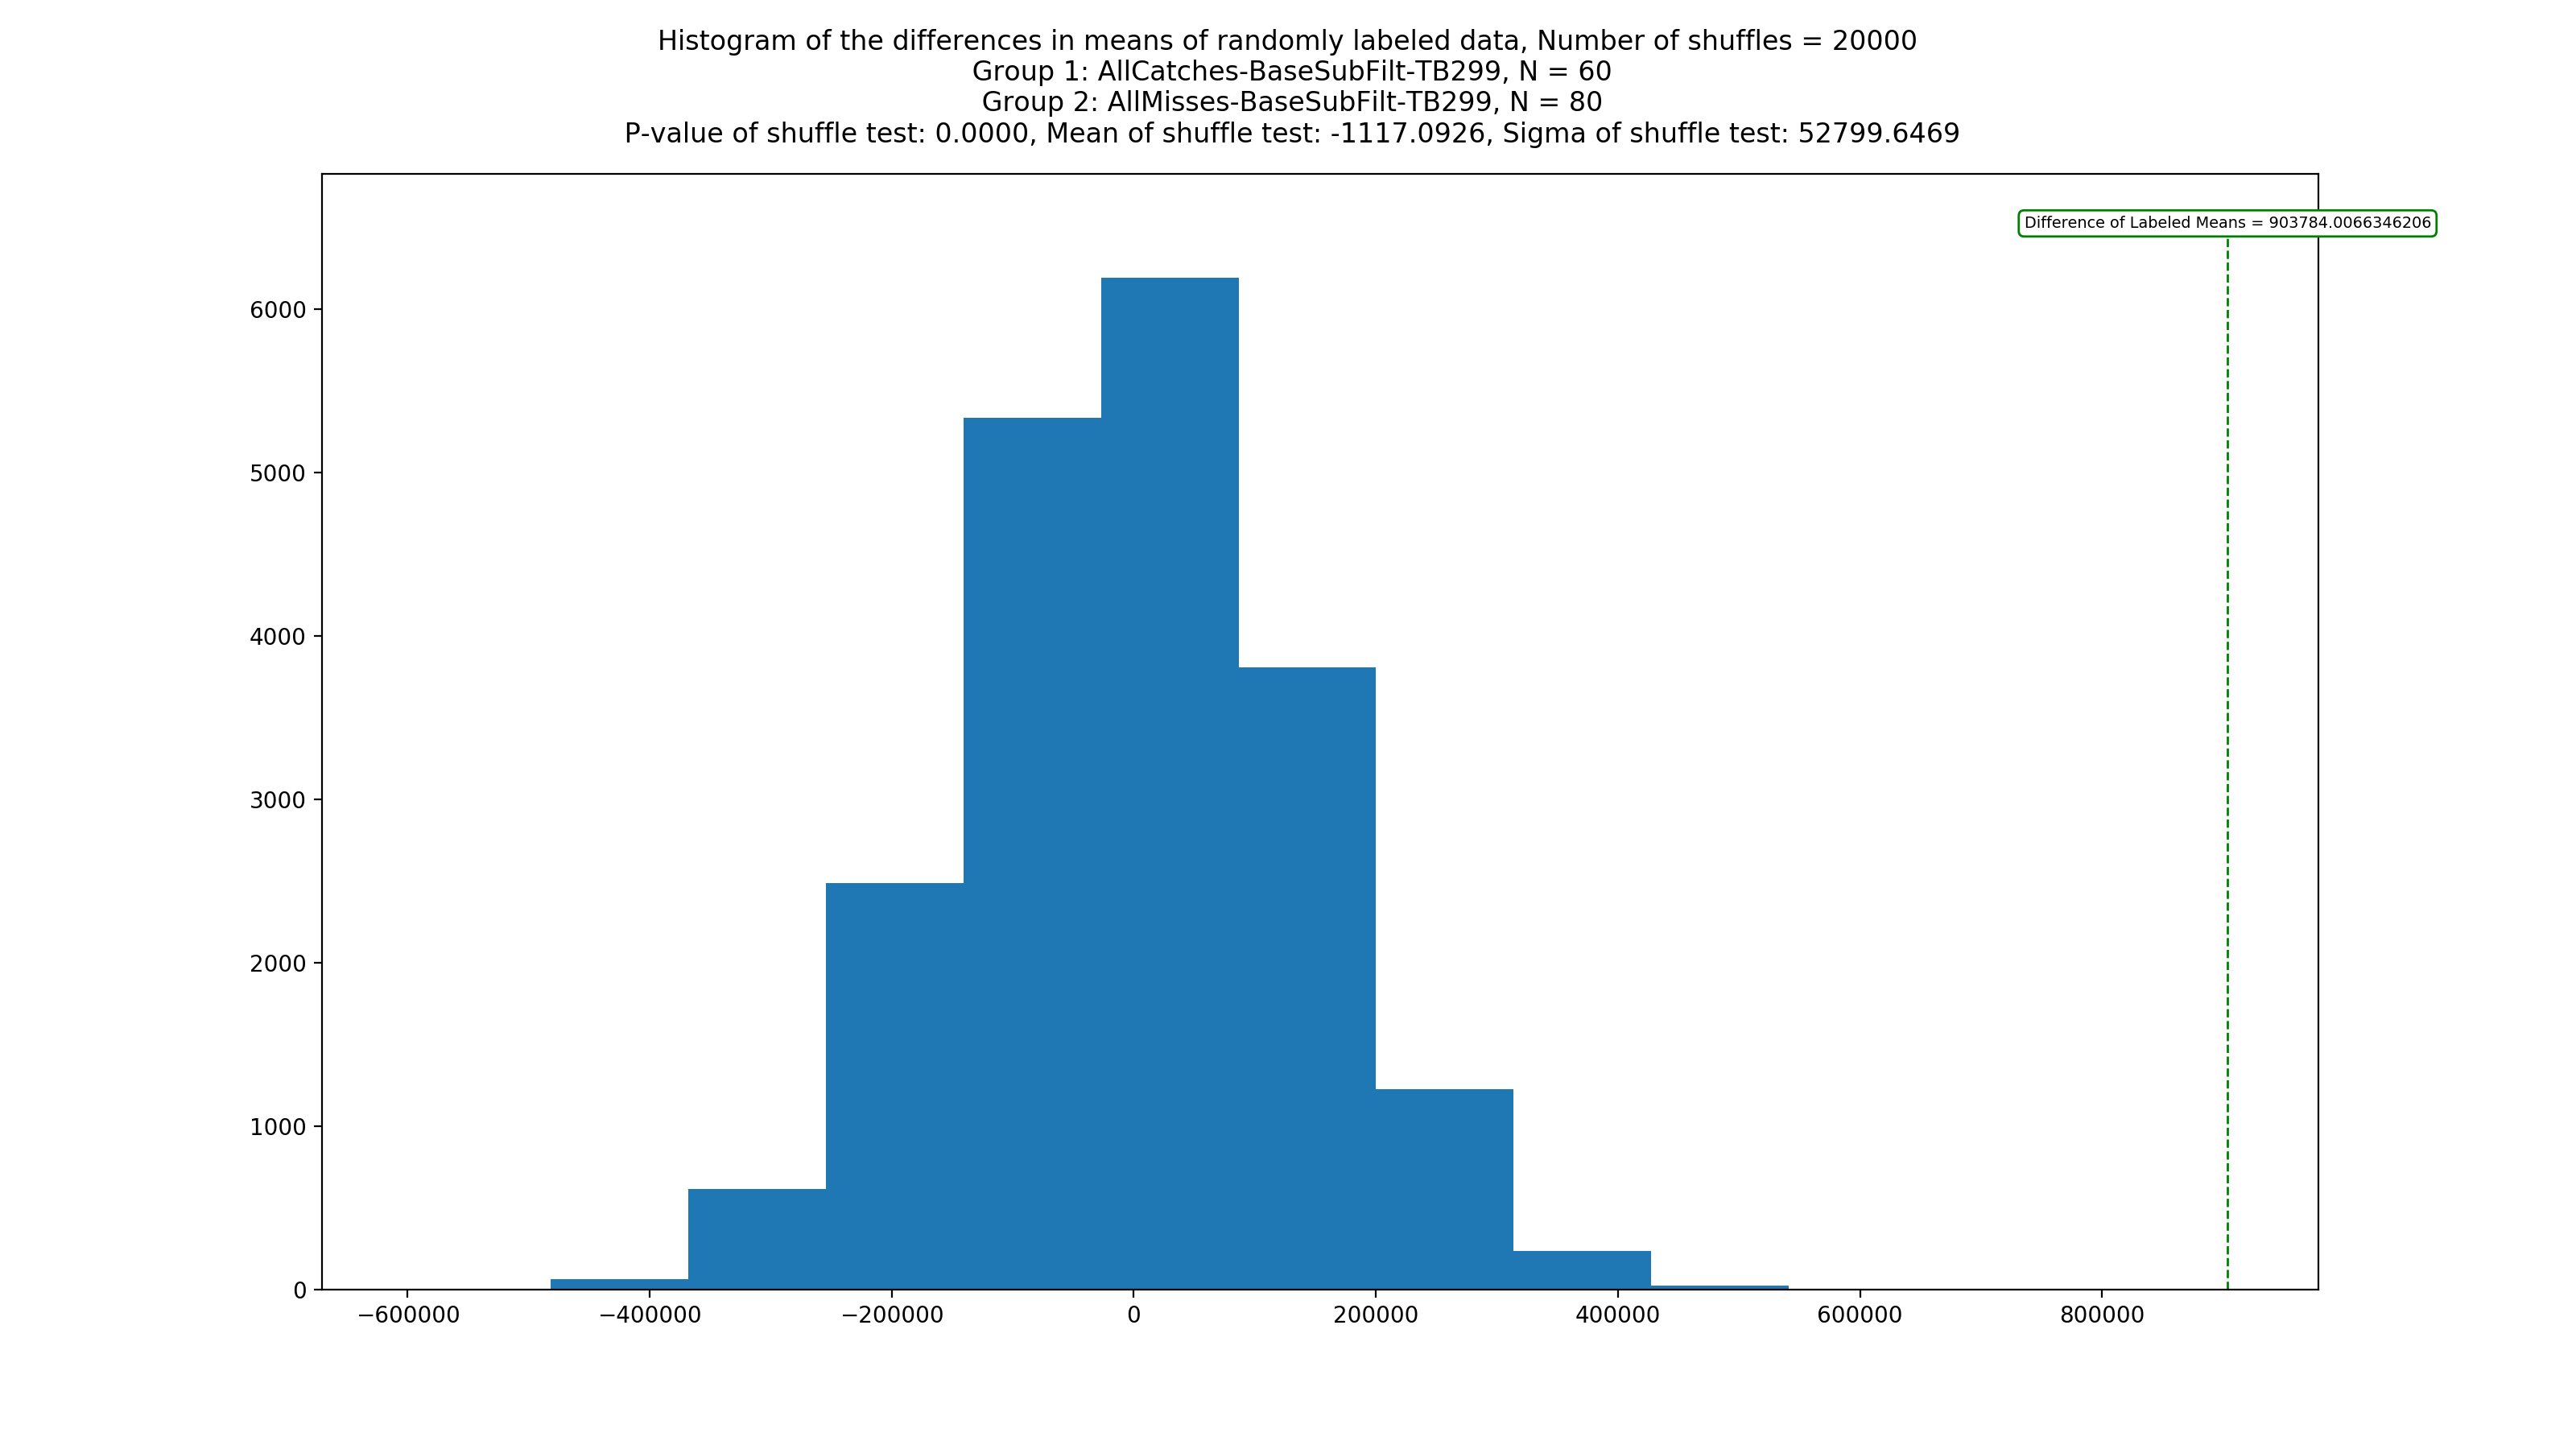 Histogram of the differences in means of randomly labeled data, Number of shuffles = 20000
Group 1: AllCatches-BaseSubFilt-TB299, N = 60
Group 2: AllMisses-BaseSubFilt-TB299, N = 80
P-value of shuffle test: 0.0000, Mean of shuffle test: -1117.0926, Sigma of shuffle test: 52799.6469
Difference of Labeled Means = 903784.0066346206
6000
5000
4000
3000
2000
1000
0
−600000 −400000 −200000 0 200000 400000 600000 800000